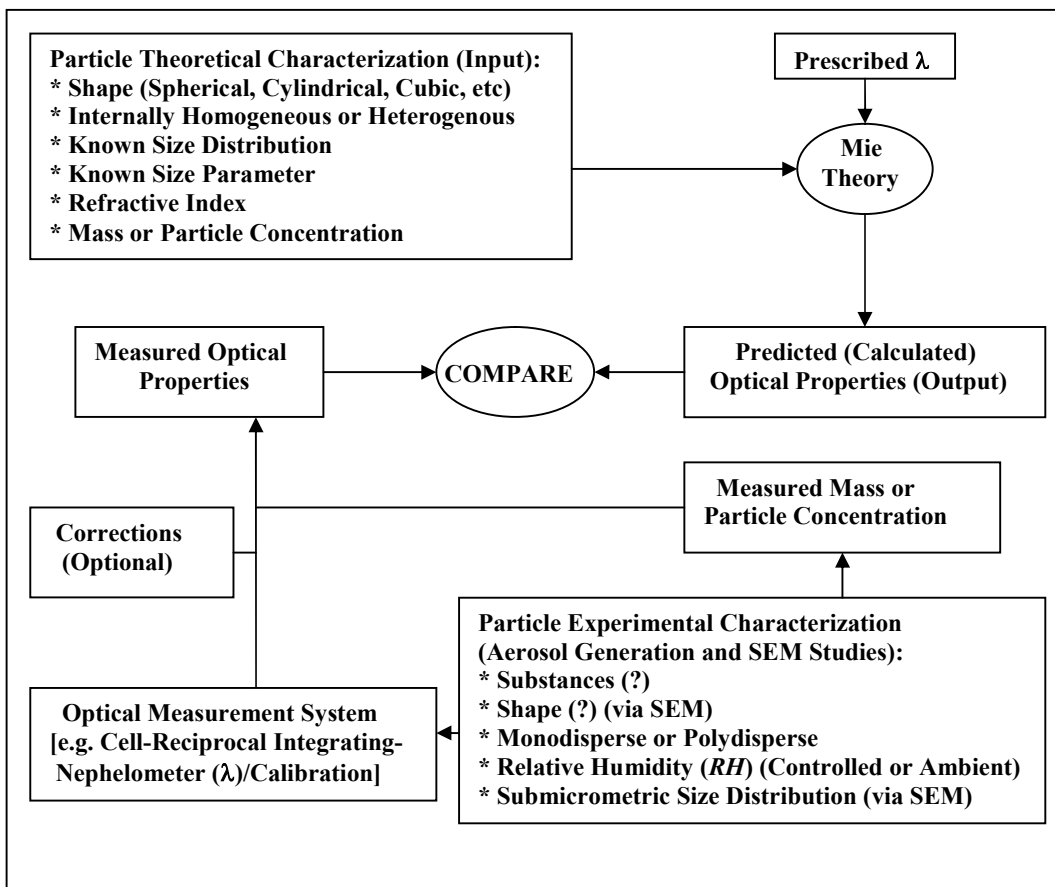 Particle Theoretical Characterization (Input):
* Shape (Spherical, Cylindrical, Cubic, etc)
* Internally Homogeneous or Heterogenous
* Known Size Distribution
* Known Size Parameter
* Refractive Index
* Mass or Particle Concentration
Prescribed λ
Mie
Theory
Measured Optical
Properties
COMPARE
Predicted (Calculated)
Optical Properties (Output)
Measured Mass or
Particle Concentration
Corrections
(Optional)
Particle Experimental Characterization
(Aerosol Generation and SEM Studies):
* Substances (?)
* Shape (?) (via SEM)
* Monodisperse or Polydisperse
* Relative Humidity (RH) (Controlled or Ambient)
* Submicrometric Size Distribution (via SEM)
Optical Measurement System
[e.g. Cell-Reciprocal Integrating-
Nephelometer (λ)/Calibration]